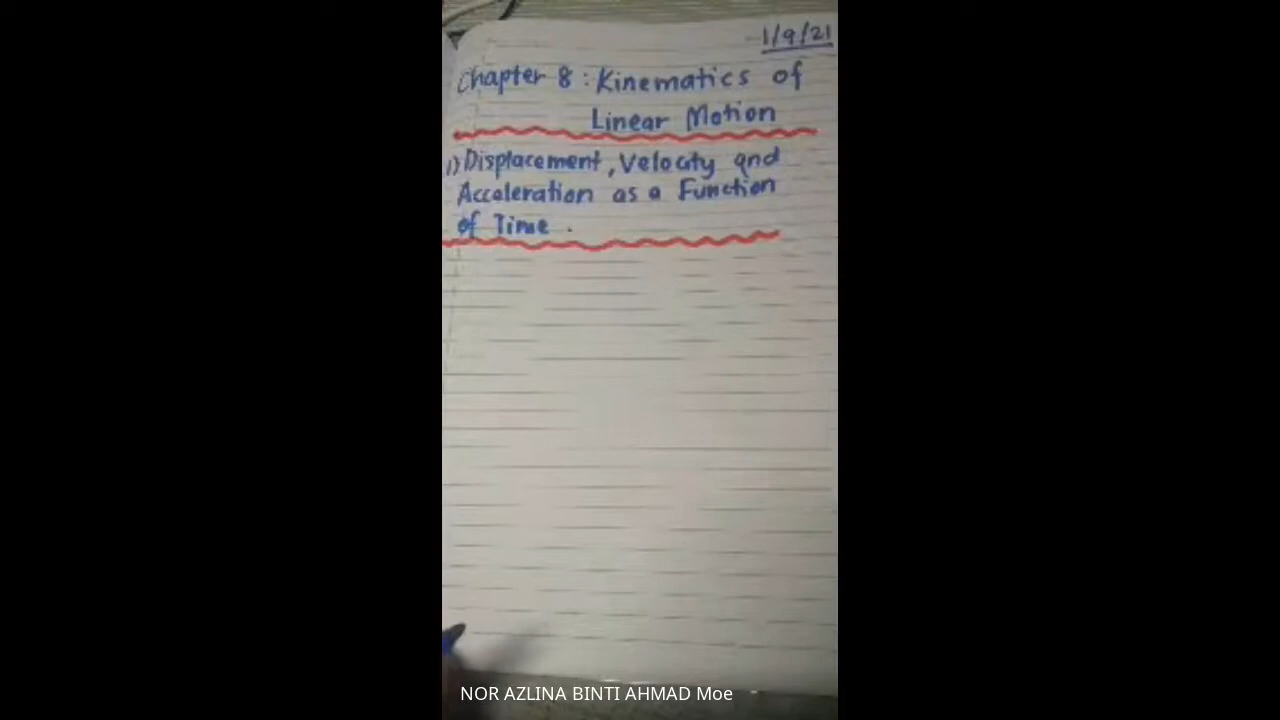 1/9/21
Chapter 8 : Kinematics of
Linear Motion
1) Displacement, Velocity and
Acceleration as a Function
of Time .
NOR AZLINA BINTI AHMAD Moe